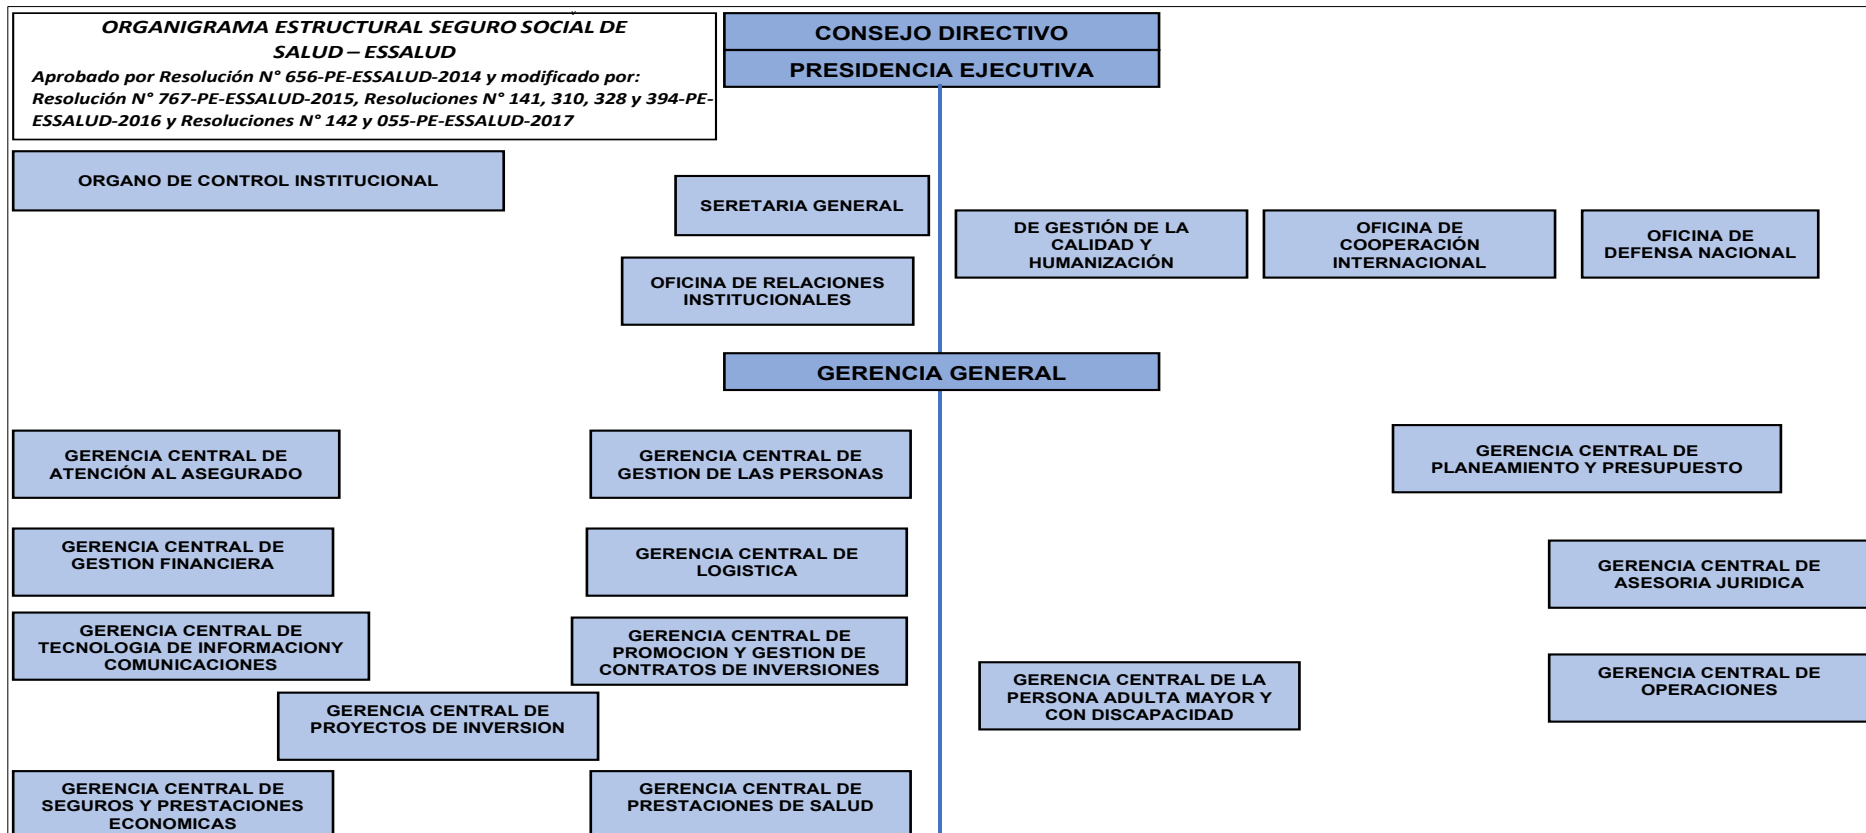 ORGANIGRAMA ESTRUCTURAL SEGURO SOCIAL DE
SALUD – ESSALUD
Aprobado por Resolución N° 656-PE-ESSALUD-2014 y modificado por:
Resolución N° 767-PE-ESSALUD-2015, Resoluciones N° 141, 310, 328 y 394-PE-
ESSALUD-2016 y Resoluciones N° 142 y 055-PE-ESSALUD-2017
CONSEJO DIRECTIVO
PRESIDENCIA EJECUTIVA
ORGANO DE CONTROL INSTITUCIONAL
SERETARIA GENERAL
DE GESTIÓN DE LA
CALIDAD Y
HUMANIZACIÓN
OFICINA DE
COOPERACIÓN
INTERNACIONAL
OFICINA DE
DEFENSA NACIONAL
OFICINA DE RELACIONES
INSTITUCIONALES
GERENCIA GENERAL
GERENCIA CENTRAL DE
ATENCIÓN AL ASEGURADO
GERENCIA CENTRAL DE
GESTION DE LAS PERSONAS
GERENCIA CENTRAL DE
PLANEAMIENTO Y PRESUPUESTO
GERENCIA CENTRAL DE
GESTION FINANCIERA
GERENCIA CENTRAL DE
LOGISTICA
GERENCIA CENTRAL DE
ASESORIA JURIDICA
GERENCIA CENTRAL DE
TECNOLOGIA DE INFORMACIONY
COMUNICACIONES
GERENCIA CENTRAL DE
PROMOCION Y GESTION DE
CONTRATOS DE INVERSIONES
GERENCIA CENTRAL DE LA
PERSONA ADULTA MAYOR Y
CON DISCAPACIDAD
GERENCIA CENTRAL DE
OPERACIONES
GERENCIA CENTRAL DE
PROYECTOS DE INVERSION
GERENCIA CENTRAL DE
SEGUROS Y PRESTACIONES
ECONOMICAS
GERENCIA CENTRAL DE
PRESTACIONES DE SALUD